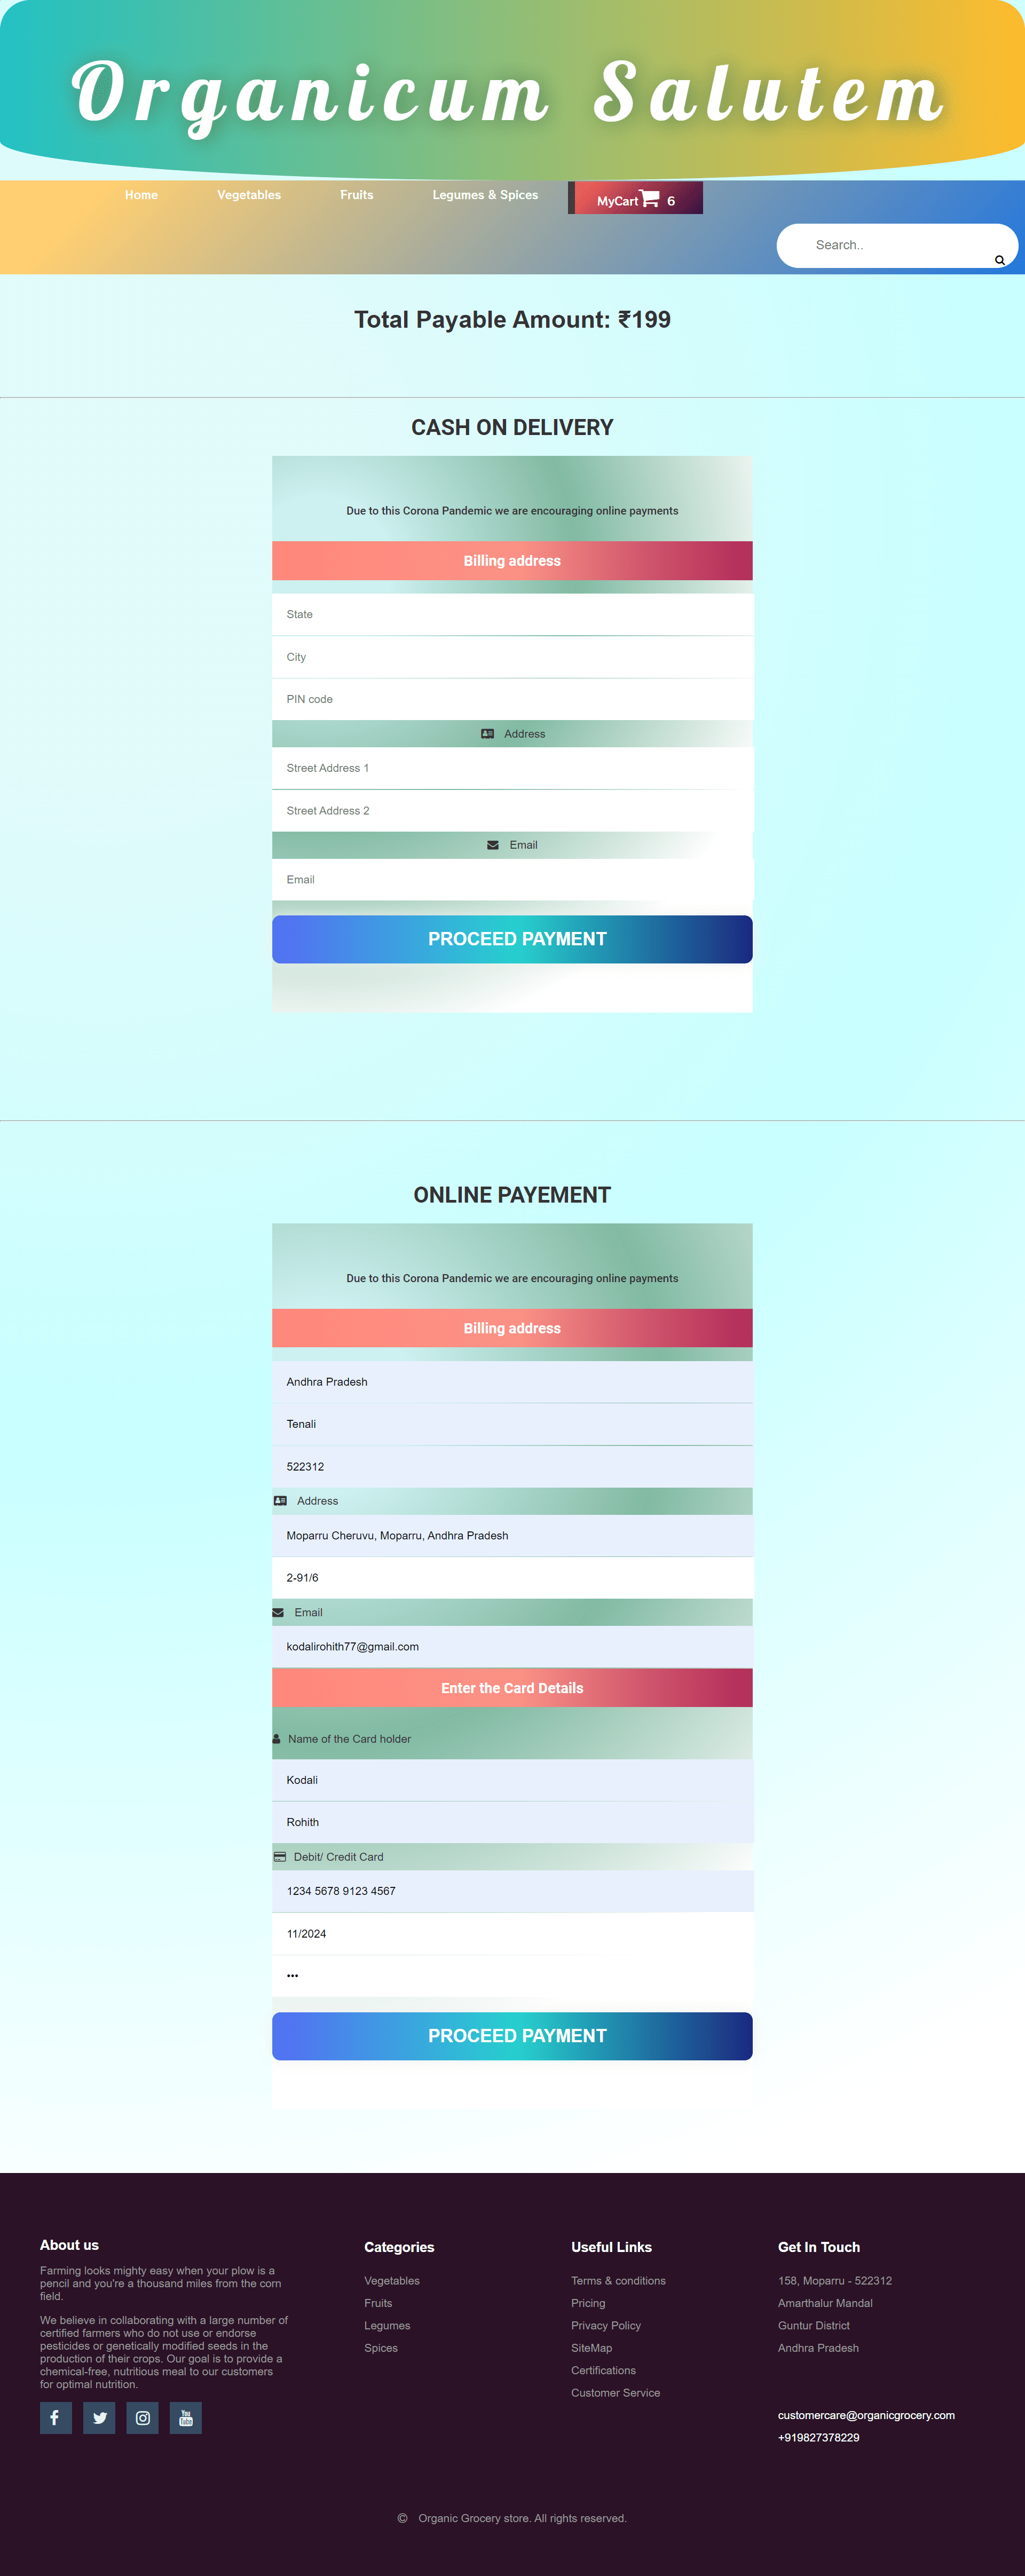 Organicum Salutem
Home Vegetables Fruits Legumes & Spices MyCart 6
Search..
Total Payable Amount: ₹199
CASH ON DELIVERY
Due to this Corona Pandemic we are encouraging online payments
Billing address
State
City
PIN code
Address
Street Address 1
Street Address 2
Email
Email
PROCEED PAYMENT
ONLINE PAYEMENT
Due to this Corona Pandemic we are encouraging online payments
Billing address
Andhra Pradesh
Tenali
522312
Address
Moparru Cheruvu, Moparru, Andhra Pradesh
2-91/6
Email
kodalirohith77@gmail.com
Enter the Card Details
Name of the Card holder
Kodali
Rohith
Debit/ Credit Card
1234 5678 9123 4567
11/2024
•••
PROCEED PAYMENT
About us
Farming looks mighty easy when your plow is a
pencil and you're a thousand miles from the corn
field.
We believe in collaborating with a large number of
certified farmers who do not use or endorse
pesticides or genetically modified seeds in the
production of their crops. Our goal is to provide a
chemical-free, nutritious meal to our customers
for optimal nutrition.
You
Tube
Categories
Vegetables
Fruits
Legumes
Spices
Useful Links
Terms & conditions
Pricing
Privacy Policy
SiteMap
Certifications
Customer Service
Get In Touch
158, Moparru - 522312
Amarthalur Mandal
Guntur District
Andhra Pradesh
customercare@organicgrocery.com
+919827378229
© Organic Grocery store. All rights reserved.